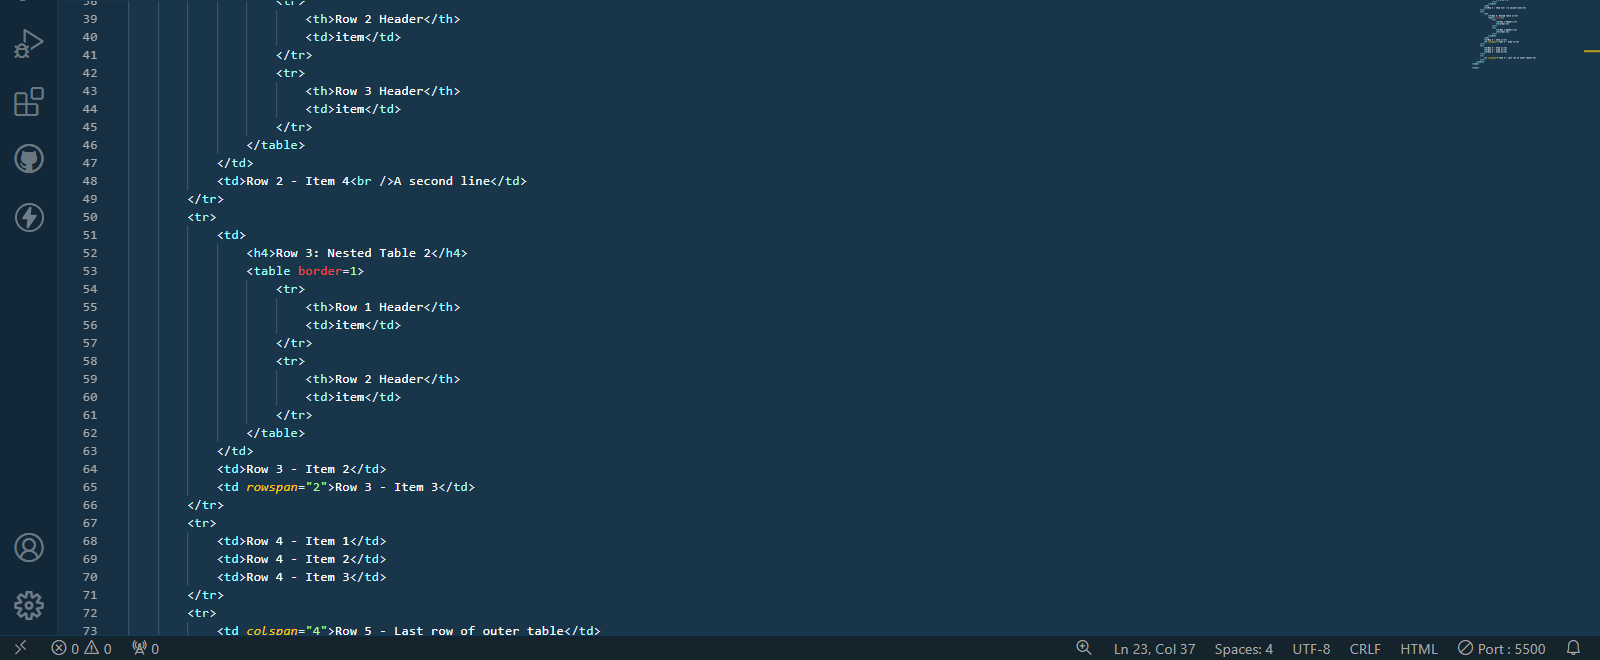 38 <tr>
39 <th>Row 2 Header</th>
40 <td>item</td>
41 </tr>
42 <tr>
43 <th>Row 3 Header</th>
44 <td>item</td>
45 </tr>
46 </table>
47 </td>
48 <td>Row 2 - Item 4<br />A second line</td>
49 </tr>
50 <tr>
51 <td>
52 <h4>Row 3: Nested Table 2</h4>
53 <table border=1>
54 <tr>
55 <th>Row 1 Header</th>
56 <td>item</td>
57 </tr>
58 <tr>
59 <th>Row 2 Header</th>
60 <td>item</td>
61 </tr>
62 </table>
63 </td>
64 <td>Row 3 - Item 2</td>
65 <td rowspan="2">Row 3 - Item 3</td>
66 </tr>
67 <tr>
68 <td>Row 4 - Item 1</td>
69 <td>Row 4 - Item 2</td>
70 <td>Row 4 - Item 3</td>
71 </tr>
72 <tr>
73 <td colspan="4">Row 5 - Last row of outer table</td>
0 0 0 Ln 23, Col 37 Spaces: 4 UTF-8 CRLF HTML Port : 5500